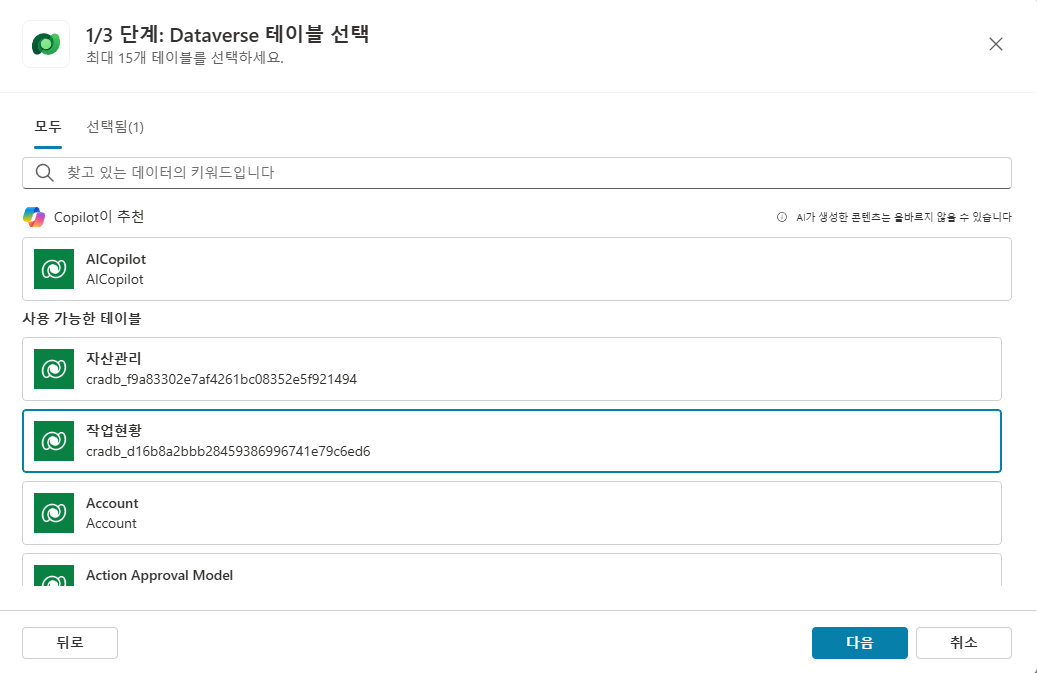 1/3 단계: Dataverse 테이블 선택
최대 15개 테이블를 선택하세요.
모두 선택됨(1)
찾고 있는 데이터의 키워드입니다
Copilot이 추천
AI가 생성한 콘텐츠는 올바르지 않을 수 있습니다
AICopilot
AICopilot
사용 가능한 테이블
자산관리
cradb_f9a83302e7af4261bc08352e5f921494
작업현황
cradb_d16b8a2bbb28459386996741e79c6ed6
Account
Account
Action Approval Model
뒤로 다음 취소